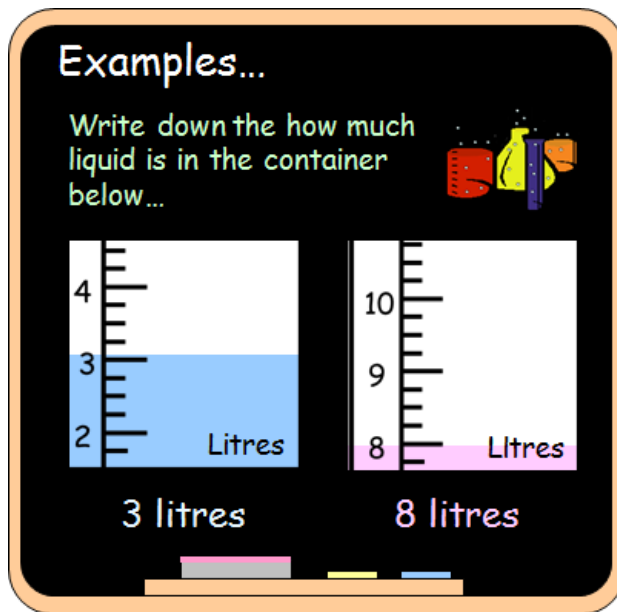 Examples...
Write down the how much
liquid is in the container
below...
4
3
2
Litres
10
9
8
LItres
3 litres
8 litres